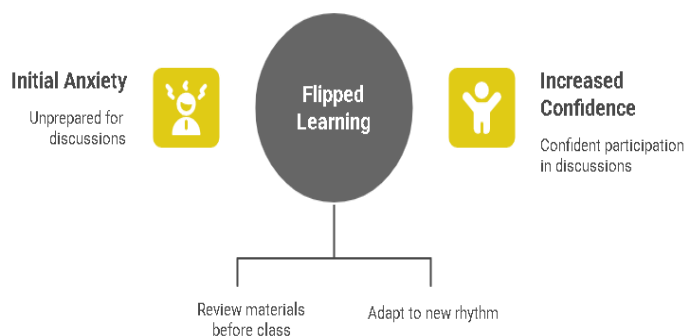 Initial Anxiety
Unprepared for
discussions
Flipped
Learning
Increased
Confidence
Confident participation
in discussions
Review materials
before class
Adapt to new rhythm